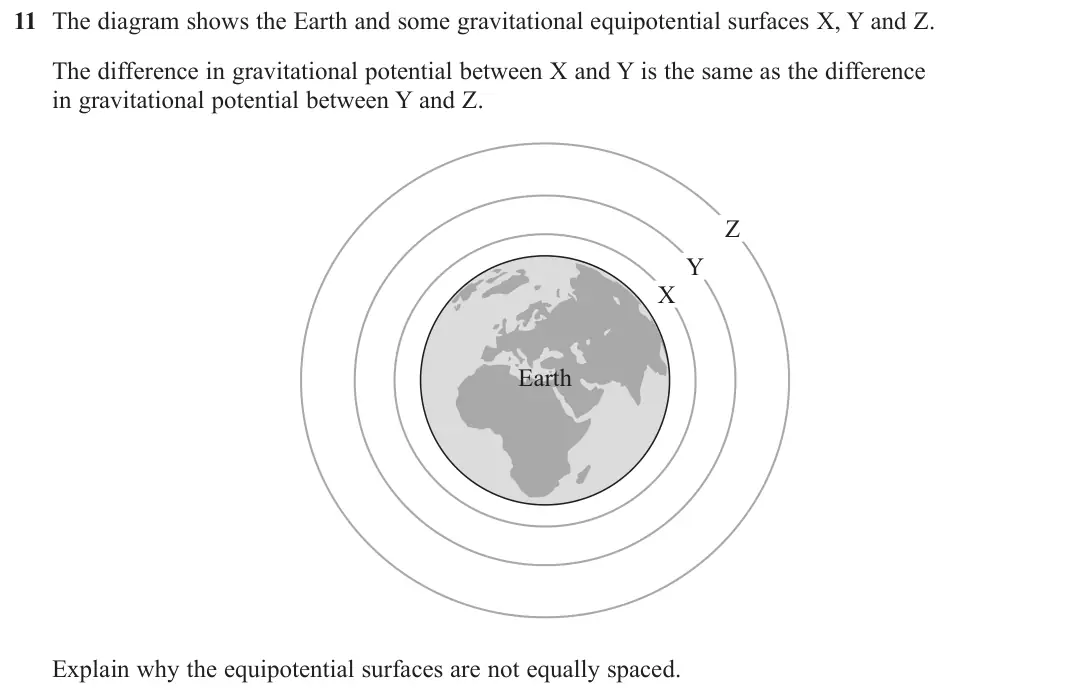 11 The diagram shows the Earth and some gravitational equipotential surfaces X, Y and Z.
The difference in gravitational potential between X and Y is the same as the difference
in gravitational potential between Y and Z.
Z
Y
X
Earth
Explain why the equipotential surfaces are not equally spaced.